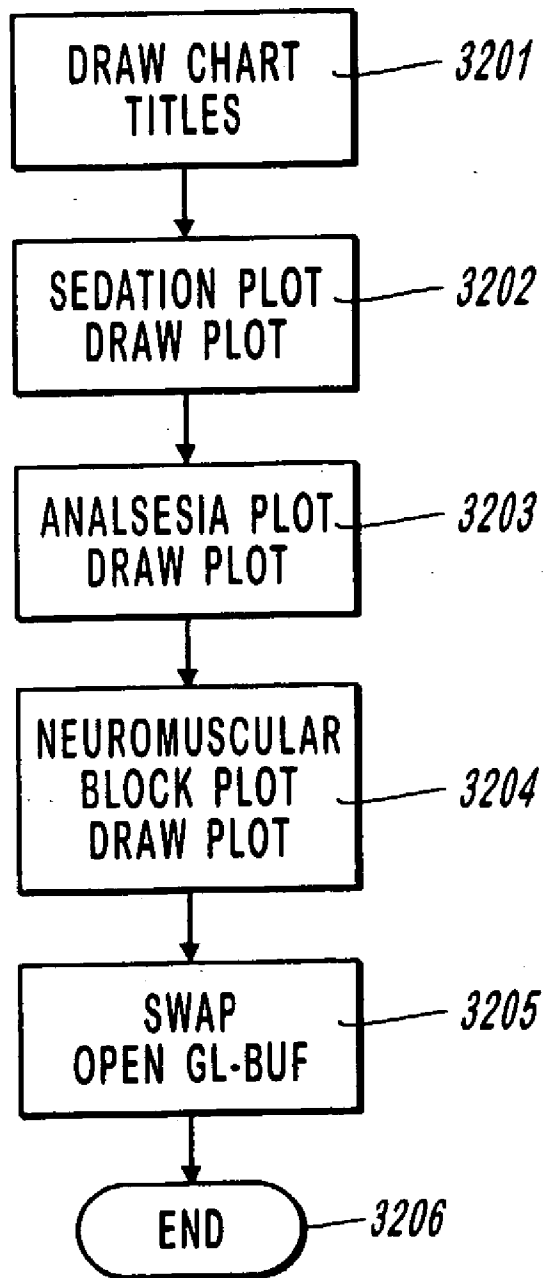 DRAW CHART
TITLES
3201
SEDATION PLOT
DRAW PLOT
3202
ANALSESIA PLOT
DRAW PLOT
3203
NEUROMUSCULAR
BLOCK PLOT
DRAW PLOT
3204
SWAP
OPEN GL-BUF
3205
END
3206